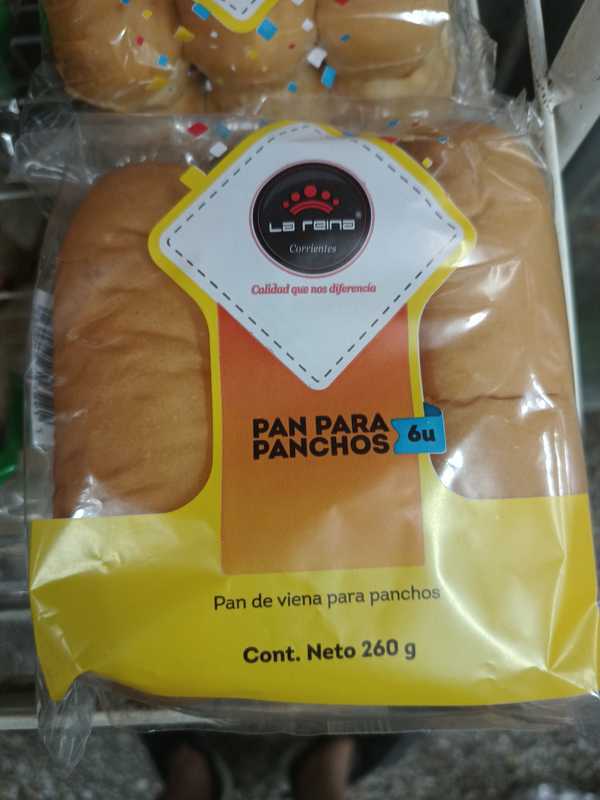 La reina®
Corrientes
Calidad que nos diferencia
PAN PARA
PANCHOS
6u
Pan de viena para panchos
Cont. Neto 260 g